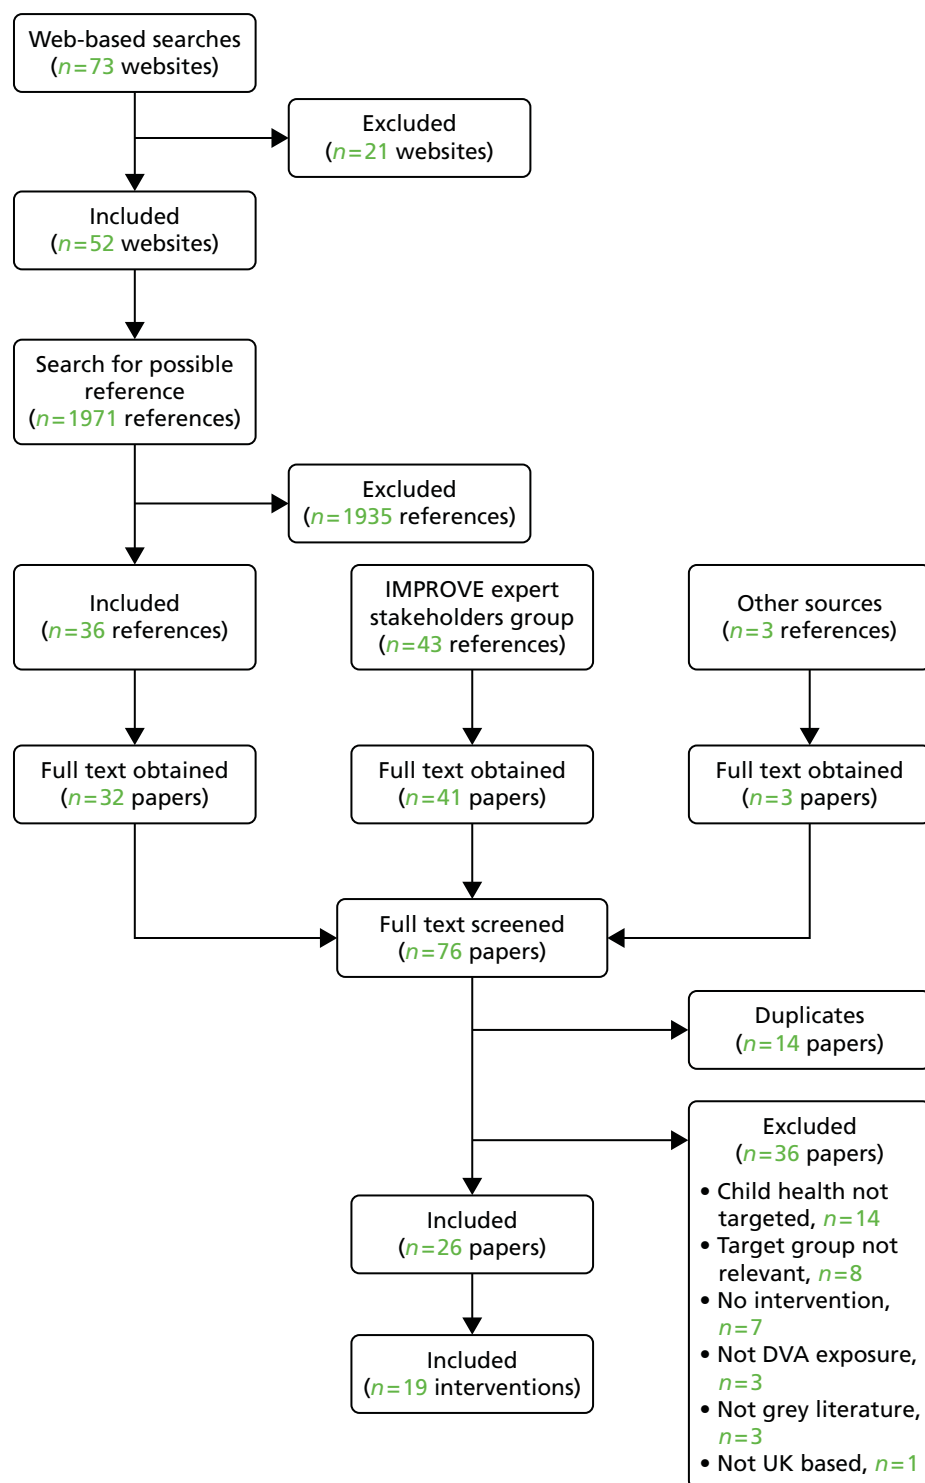 Web-based searches
(n=73 websites)
Excluded
(n=21 websites)
Included
(n=52 websites)
Search for possible
reference
(n=1971 references)
Excluded
(n=1935 references)
Included
(n=36 references)
IMPROVE expert
stakeholders group
(n=43 references)
Other sources
(n=3 references)
Full text obtained
(n=32 papers)
Full text obtained
(n=41 papers)
Full text obtained
(n=3 papers)
Full text screened
(n=76 papers)
Duplicates
(n=14 papers)
Excluded
(n=36 papers)
• Child health not
targeted, n=14
• Target group not
relevant, n=8
• No intervention,
n=7
• Not DVA exposure,
n=3
• Not grey literature,
n=3
• Not UK based, n=1
Included
(n=26 papers)
Included
(n=19 interventions)